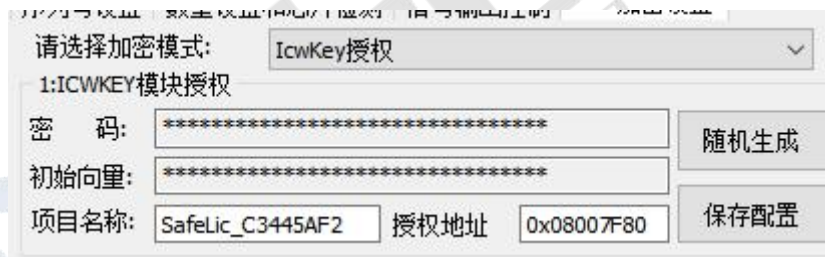 请选择加密模式: IcwKey授权
1:ICWKEY模块授权
密 码: ********************************
随机生成
初始向量: ********************************
项目名称: SafeLic_C3445AF2 授权地址 0x08007F80 保存配置